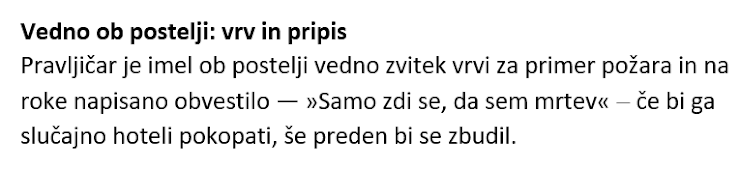 Vedno ob postelji: vrv in pripis
Pravljičar je imel ob postelji vedno zvitek vrvi za primer požara in na
roke napisano obvestilo — »Samo zdi se, da sem mrtev« – če bi ga
slučajno hoteli pokopati, še preden bi se zbudil.